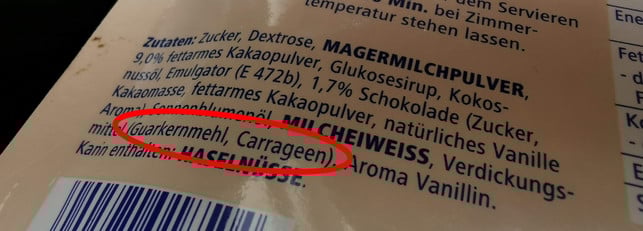 dem Servieren
Min. bei Zimmer-
temperatur stehen lassen.
Zutaten: Zucker, Dextrose, MAGERMILCHPULVER,
9,0% fettarmes Kakaopulver, Glukosesirup, Kokos-
nussöl, Emulgator (E 472b), 1,7% Schokolade (Zucker,
Kakaomasse, fettarmes Kakaopulver, natürliches Vanille
Aroma), Sonnenblumenöl, MILCHEIWEISS, Verdickungs-
mittel (Guarkernmehl, Carrageen), Aroma Vanillin.
Kann enthalten: HASELNÜSSE.
Ene
Fet